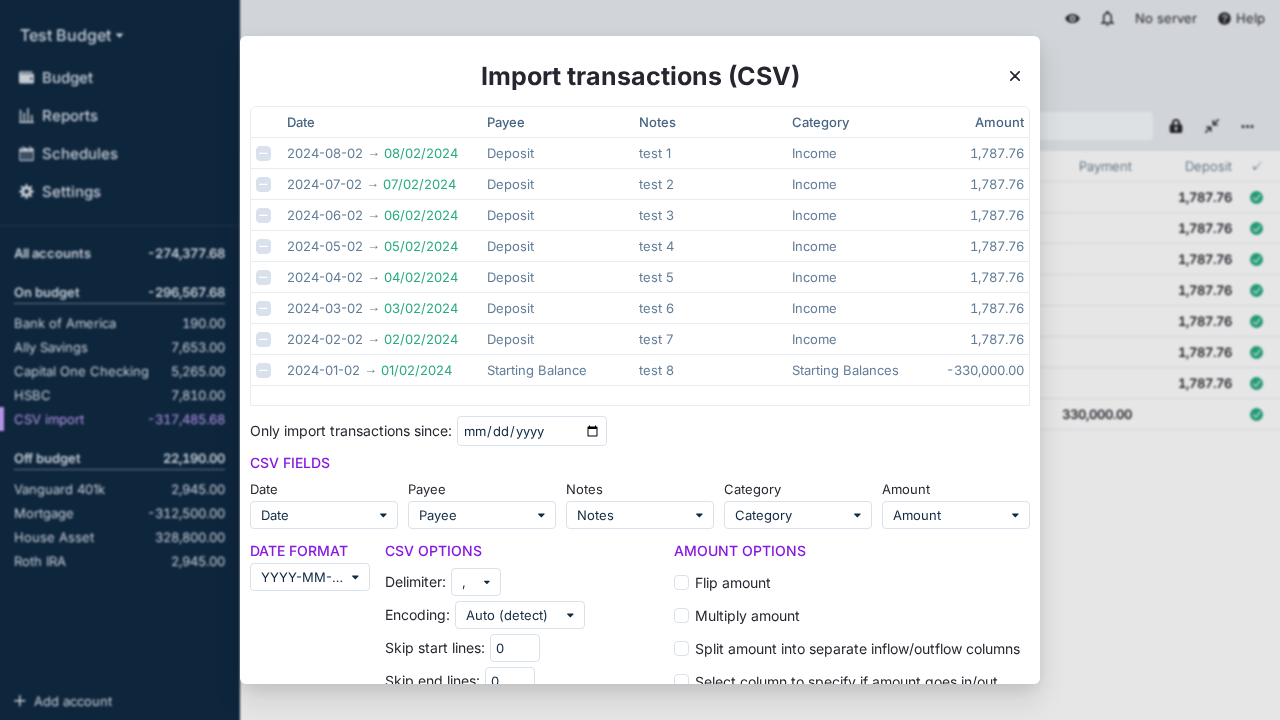 Test Budget
Budget
Reports
Schedules
Settings
All accounts -274,377.68
On budget -296,567.68
Bank of America 190.00
Ally Savings 7,653.00
Capital One Checking 5,265.00
HSBC 7,810.00
CSV import -317,485.68
Off budget 22,190.00
Vanguard 401k 2,945.00
Mortgage -312,500.00
House Asset 328,800.00
Roth IRA 2,945.00
Add account
No server Help
Import transactions (CSV)
Date Payee Notes Category Amount
2024-08-02 → 08/02/2024 Deposit test 1 Income 1,787.76
2024-07-02 → 07/02/2024 Deposit test 2 Income 1,787.76
2024-06-02 → 06/02/2024 Deposit test 3 Income 1,787.76
2024-05-02 → 05/02/2024 Deposit test 4 Income 1,787.76
2024-04-02 → 04/02/2024 Deposit test 5 Income 1,787.76
2024-03-02 → 03/02/2024 Deposit test 6 Income 1,787.76
2024-02-02 → 02/02/2024 Deposit test 7 Income 1,787.76
2024-01-02 → 01/02/2024 Starting Balance test 8 Starting Balances -330,000.00
Only import transactions since: mm/dd/yyyy
CSV FIELDS
Date Payee Notes Category Amount
Date Payee Notes Category Amount
DATE FORMAT
YYYY-MM-...
CSV OPTIONS
Delimiter: ,
Encoding: Auto (detect)
Skip start lines: 0
Skip end lines: 0
AMOUNT OPTIONS
Flip amount
Multiply amount
Split amount into separate inflow/outflow columns
Select column to specify if amount goes in/out
Payment Deposit ✓
1,787.76
1,787.76
1,787.76
1,787.76
1,787.76
1,787.76
1,787.76
330,000.00